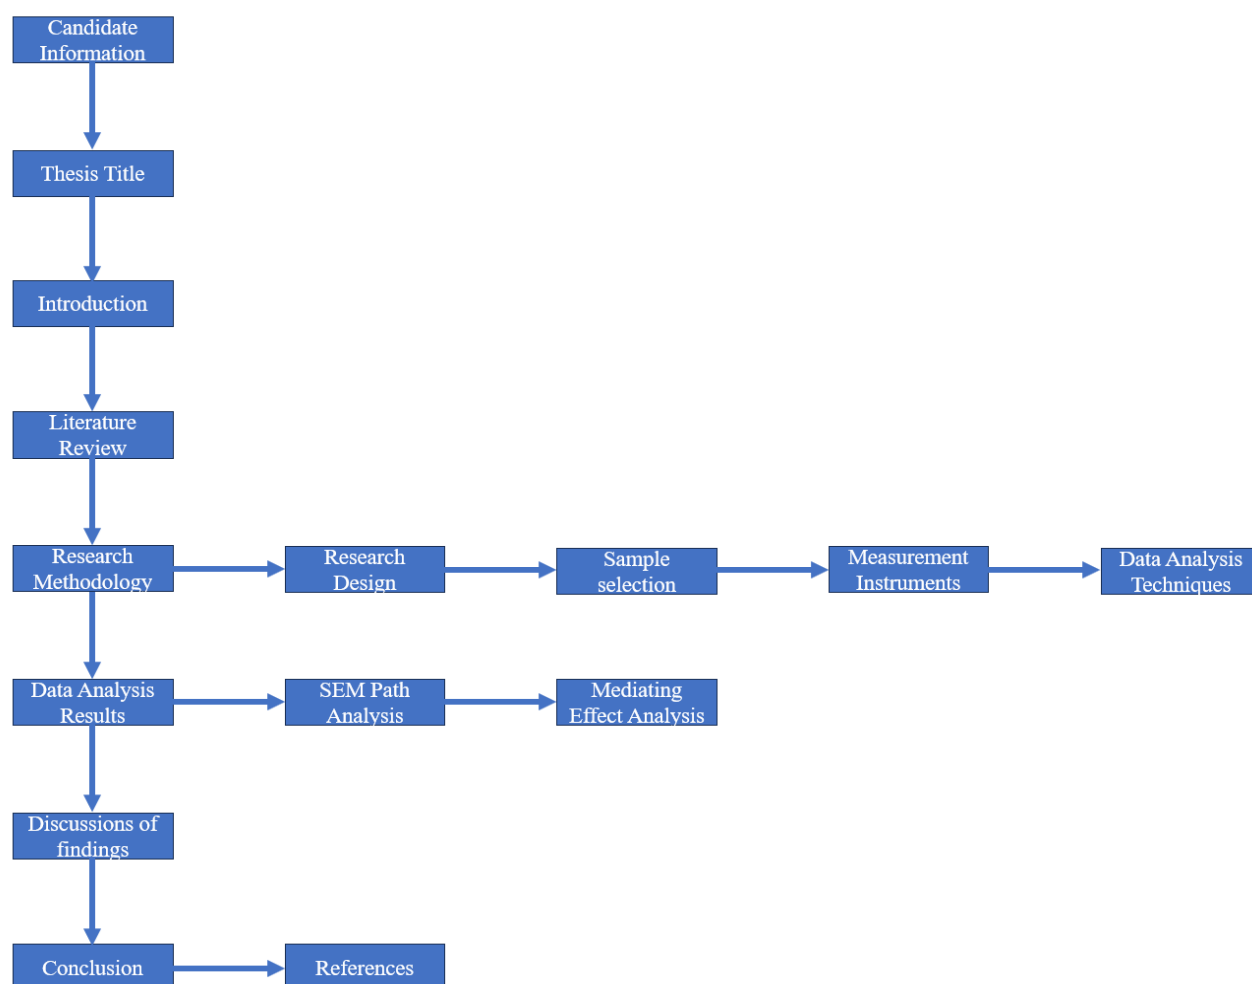 Candidate
Information
Thesis Title
Introduction
Literature
Review
Research
Methodology
Research
Design
Sample
selection
Measurement
Instruments
Data Analysis
Techniques
Data Analysis
Results
SEM Path
Analysis
Mediating
Effect Analysis
Discussions of
findings
Conclusion
References